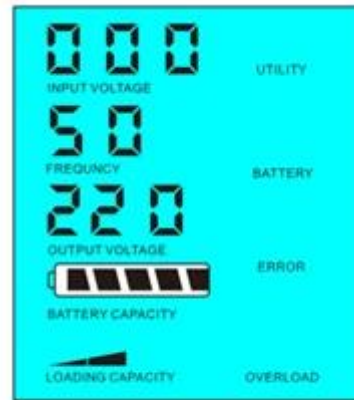 000
UTILITY
INPUT VOLTAGE
50
FREQUNCY
BATTERY
220
OUTPUT VOLTAGE
ERROR
BATTERY CAPACITY
LOADING CAPACITY
OVERLOAD